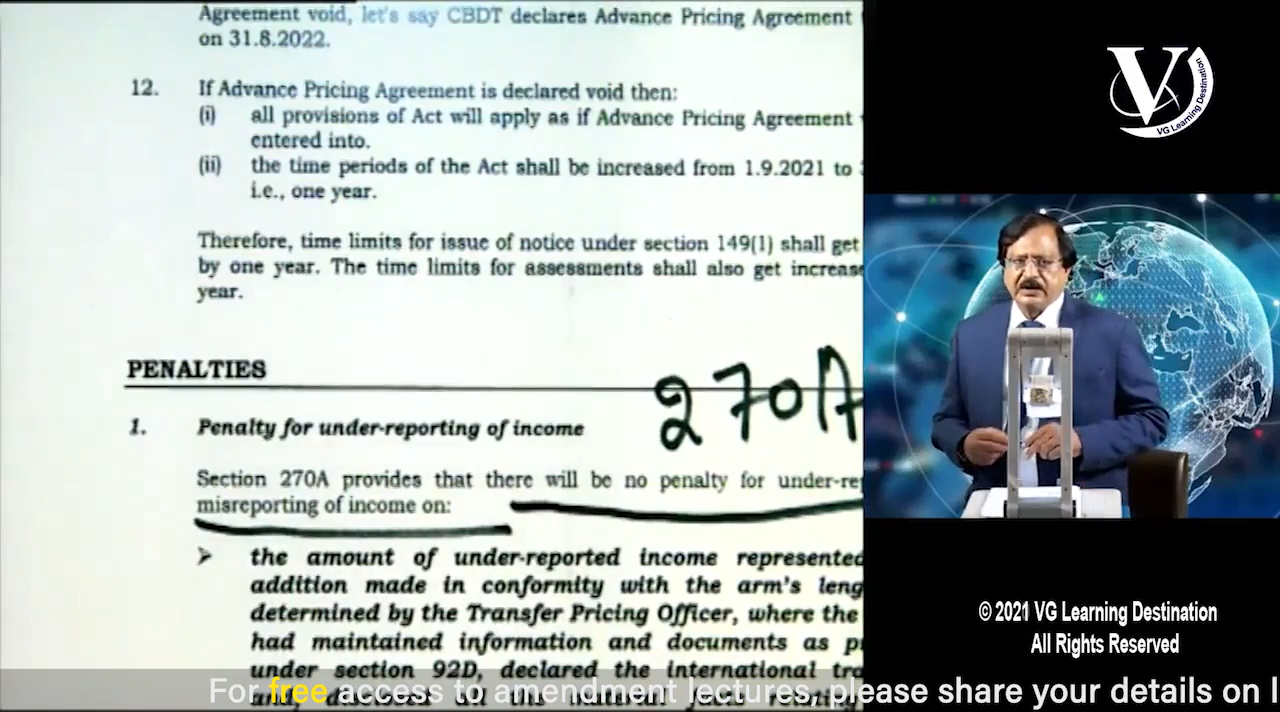 Agreement void, let's say CBDT declares Advance Pricing Agreement
on 31.8.2022.
12. If Advance Pricing Agreement is declared void then:
(i) all provisions of Act will apply as if Advance Pricing Agreement
entered into.
(ii) the time periods of the Act shall be increased from 1.9.2021 to
i.e., one year.
Therefore, time limits for issue of notice under section 149(1) shall get
by one year. The time limits for assessments shall also get increase
year.
PENALTIES
270A
1. Penalty for under-reporting of income
Section 270A provides that there will be no penalty for under-re
misreporting of income on:
➢ the amount of under-reported income represented
addition made in conformity with the arm's leng
determined by the Transfer Pricing Officer, where the
had maintained information and documents as p
under section 92D, declared the international tra
V
VG Learning Destination
© 2021 VG Learning Destination
All Rights Reserved
For free access to amendment lectures, please share your details on